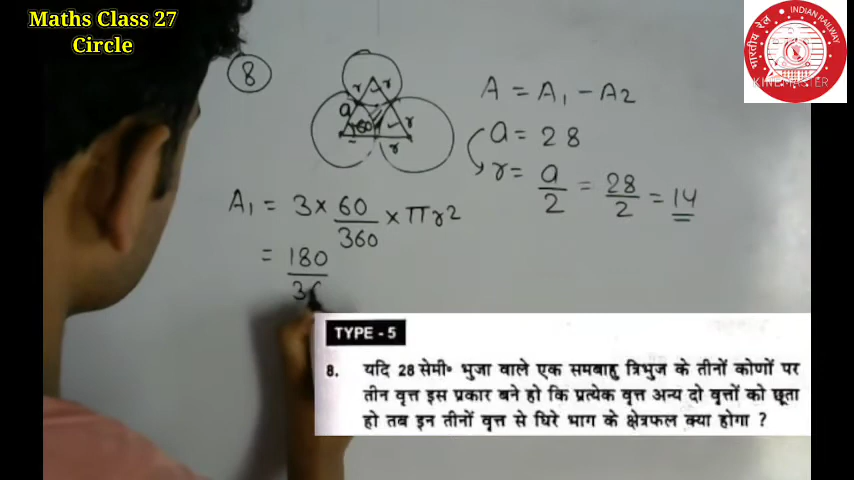 Maths Class 27
Circle
भारतीय रेल
INDIAN RAILWAY
KINEMASTER
8
r r
a
60
r
r
A = A1 - A2
a = 28
r = a/2 = 28/2 = 14
A1 = 3 × 60/360 × πr2
= 180/36
TYPE - 5
8. यदि 28 सेमी॰ भुजा वाले एक समबाहु त्रिभुज के तीनों कोणों पर
तीन वृत्त इस प्रकार बने हो कि प्रत्येक वृत्त अन्य दो वृत्तों को छूता
हो तब इन तीनों वृत्त से घिरे भाग के क्षेत्रफल क्या होगा ?